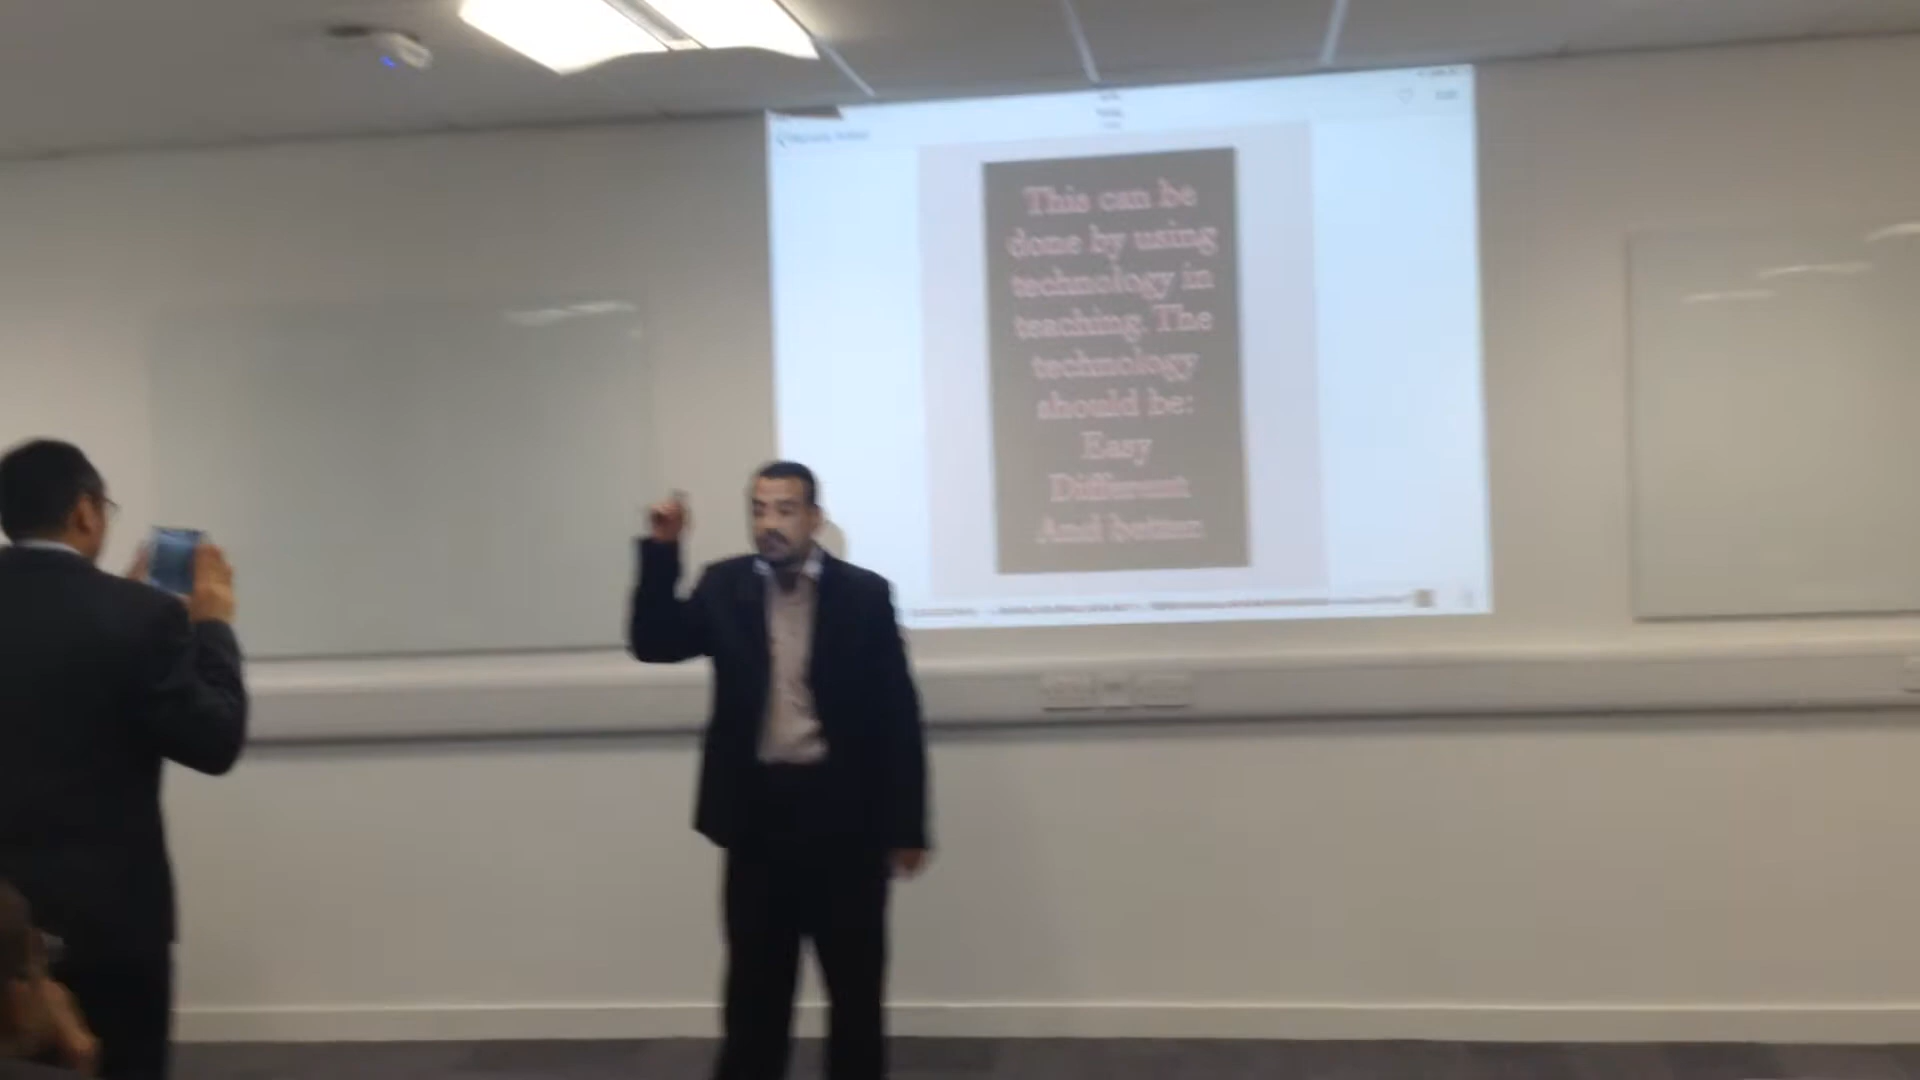 This can be
done by using
technology in
teaching. The
technology
should be:
Easy
Different
And better.